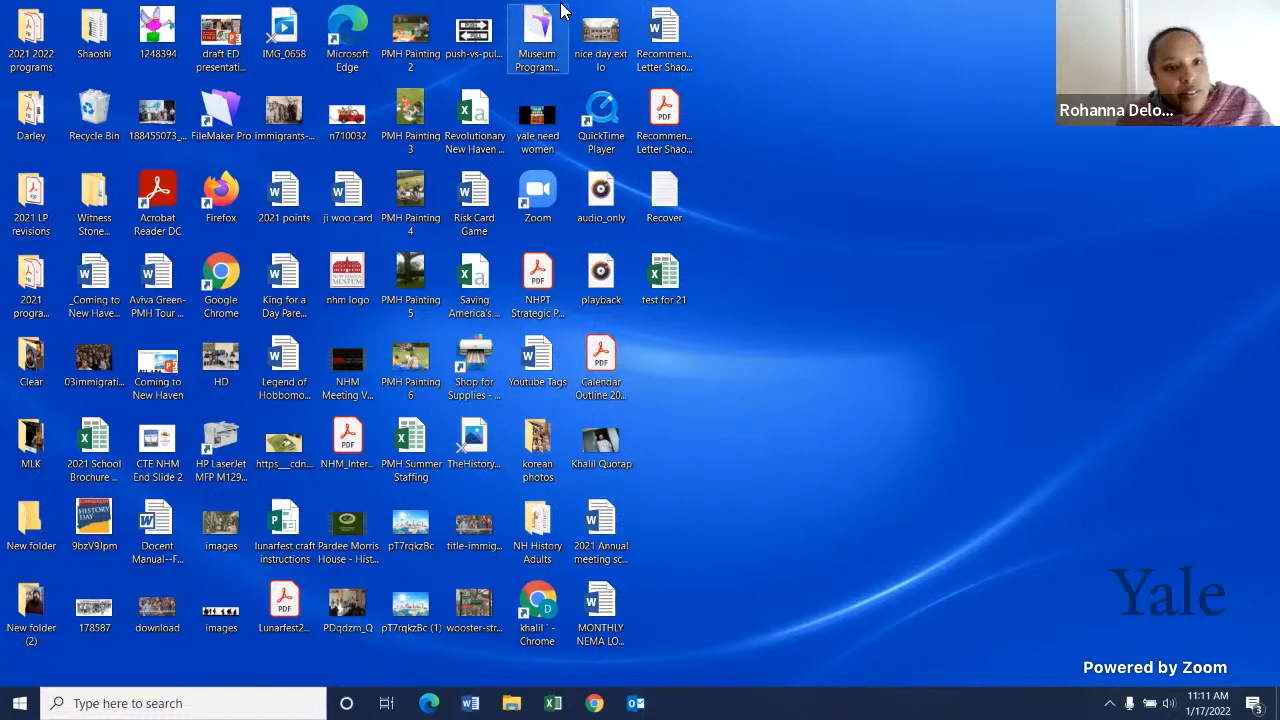 2021 2022
programs
Shaoshi
1248394
draft ED
presentati...
IMG_0658
Microsoft
Edge
PMH Painting
2
push-vs-pul...
Museum
Program...
nice day ext
lo
Recommen...
Letter Shao...
Rohanna Delo...
Darley
Recycle Bin
188455073_...
FileMaker Pro
immigrants-...
n710032
PMH Painting
3
Revolutionary
New Haven ...
yale need
women
QuickTime
Player
Recommen...
Letter Shao...
2021 LP
revisions
Witness
Stone...
Acrobat
Reader DC
Firefox
2021 points
ji woo card
PMH Painting
4
Risk Card
Game
Zoom
audio_only
Recover
2021
progra...
_Coming to
New Have...
Aviva Green-
PMH Tour ...
Google
Chrome
King for a
Day Pare...
nhm logo
PMH Painting
5
Saving
America's ...
NHPT
Strategic P...
playback
test for 21
Clear
03immigrati...
Coming to
New Haven
HD
Legend of
Hobbomo...
NHM
Meeting V...
PMH Painting
6
Shop for
Supplies - ...
Youtube Tags
Calendar
Outline 20...
MLK
2021 School
Brochure ...
CTE NHM
End Slide 2
HP LaserJet
MFP M129...
https___cdn....
NHM_Inter...
PMH Summer
Staffing
TheHistory...
korean
photos
Khalil Quotap
New folder
HISTORY
DAY
9bzV9Jpm
Docent
Manual--F...
images
lunarfest craft
instructions
Pardee Morris
House - Hist...
pT7rqkzBc
title-immig...
NH History
Adults
2021 Annual
meeting sc...
New folder
(2)
178587
download
images
Lunarfest2...
PDqdzm_Q
pT7rqkzBc (1)
wooster-str...
khalil ` -
Chrome
MONTHLY
NEMA LO...
Yale
Powered by Zoom
Type here to search
11:11 AM
1/17/2022
3